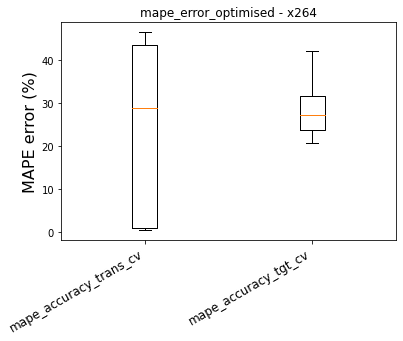 mape_error_optimised - x264
MAPE error (%)
40
30
20
10
0
mape_accuracy_trans_cv
mape_accuracy_tgt_cv